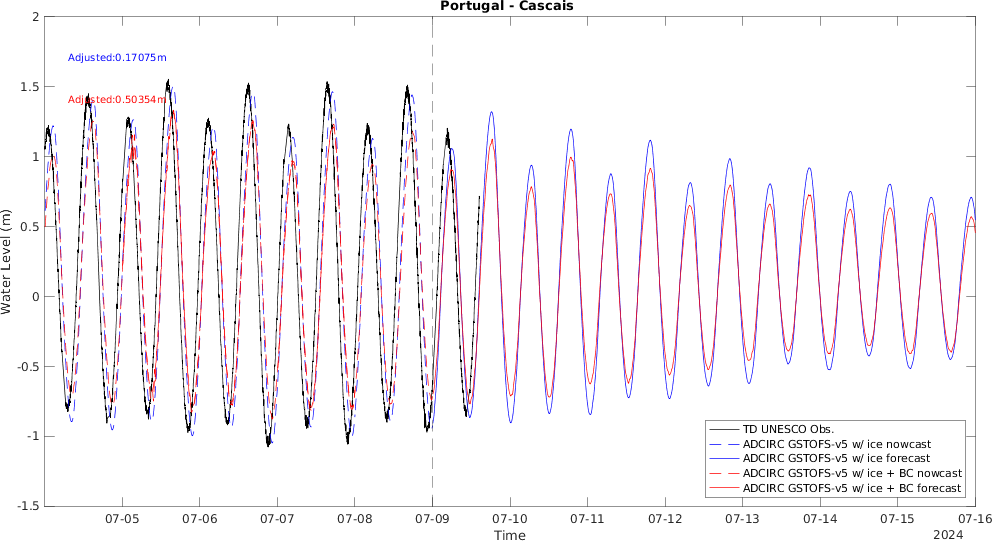 Portugal - Cascais
2
1.5
1
0.5
0
-0.5
-1
-1.5
Water Level (m)
Adjusted:0.17075m
Adjusted:0.50354m
TD UNESCO Obs.
ADCIRC GSTOFS-v5 w/ ice nowcast
ADCIRC GSTOFS-v5 w/ ice forecast
ADCIRC GSTOFS-v5 w/ ice + BC nowcast
ADCIRC GSTOFS-v5 w/ ice + BC forecast
07-05 07-06 07-07 07-08 07-09 07-10 07-11 07-12 07-13 07-14 07-15 07-16
Time
2024